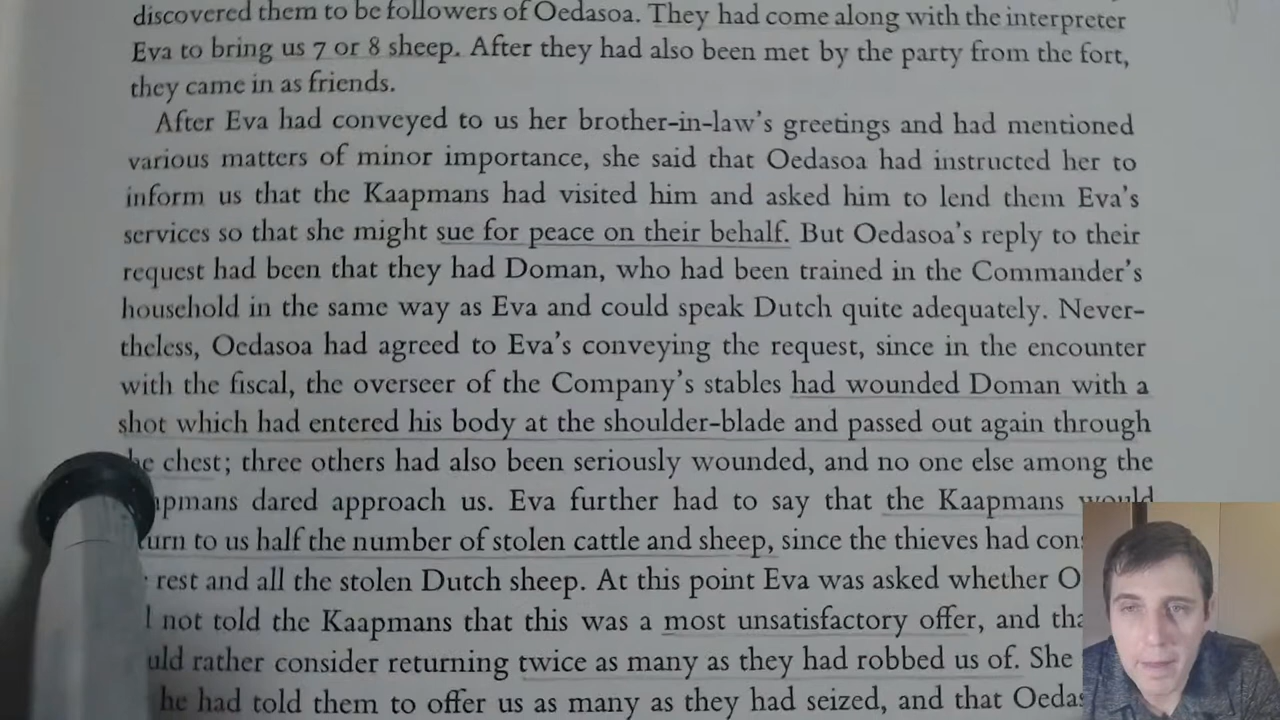 discovered them to be followers of Oedasoa. They had come along with the interpreter
Eva to bring us 7 or 8 sheep. After they had also been met by the party from the fort,
they came in as friends.
After Eva had conveyed to us her brother-in-law's greetings and had mentioned
various matters of minor importance, she said that Oedasoa had instructed her to
inform us that the Kaapmans had visited him and asked him to lend them Eva's
services so that she might sue for peace on their behalf. But Oedasoa's reply to their
request had been that they had Doman, who had been trained in the Commander's
household in the same way as Eva and could speak Dutch quite adequately. Never-
theless, Oedasoa had agreed to Eva's conveying the request, since in the encounter
with the fiscal, the overseer of the Company's stables had wounded Doman with a
shot which had entered his body at the shoulder-blade and passed out again through
he chest; three others had also been seriously wounded, and no one else among the
apmans dared approach us. Eva further had to say that the Kaapmans would
urn to us half the number of stolen cattle and sheep, since the thieves had con
rest and all the stolen Dutch sheep. At this point Eva was asked whether O
not told the Kaapmans that this was a most unsatisfactory offer, and tha
uld rather consider returning twice as many as they had robbed us of. She
he had told them to offer us as many as they had seized, and that Oedas